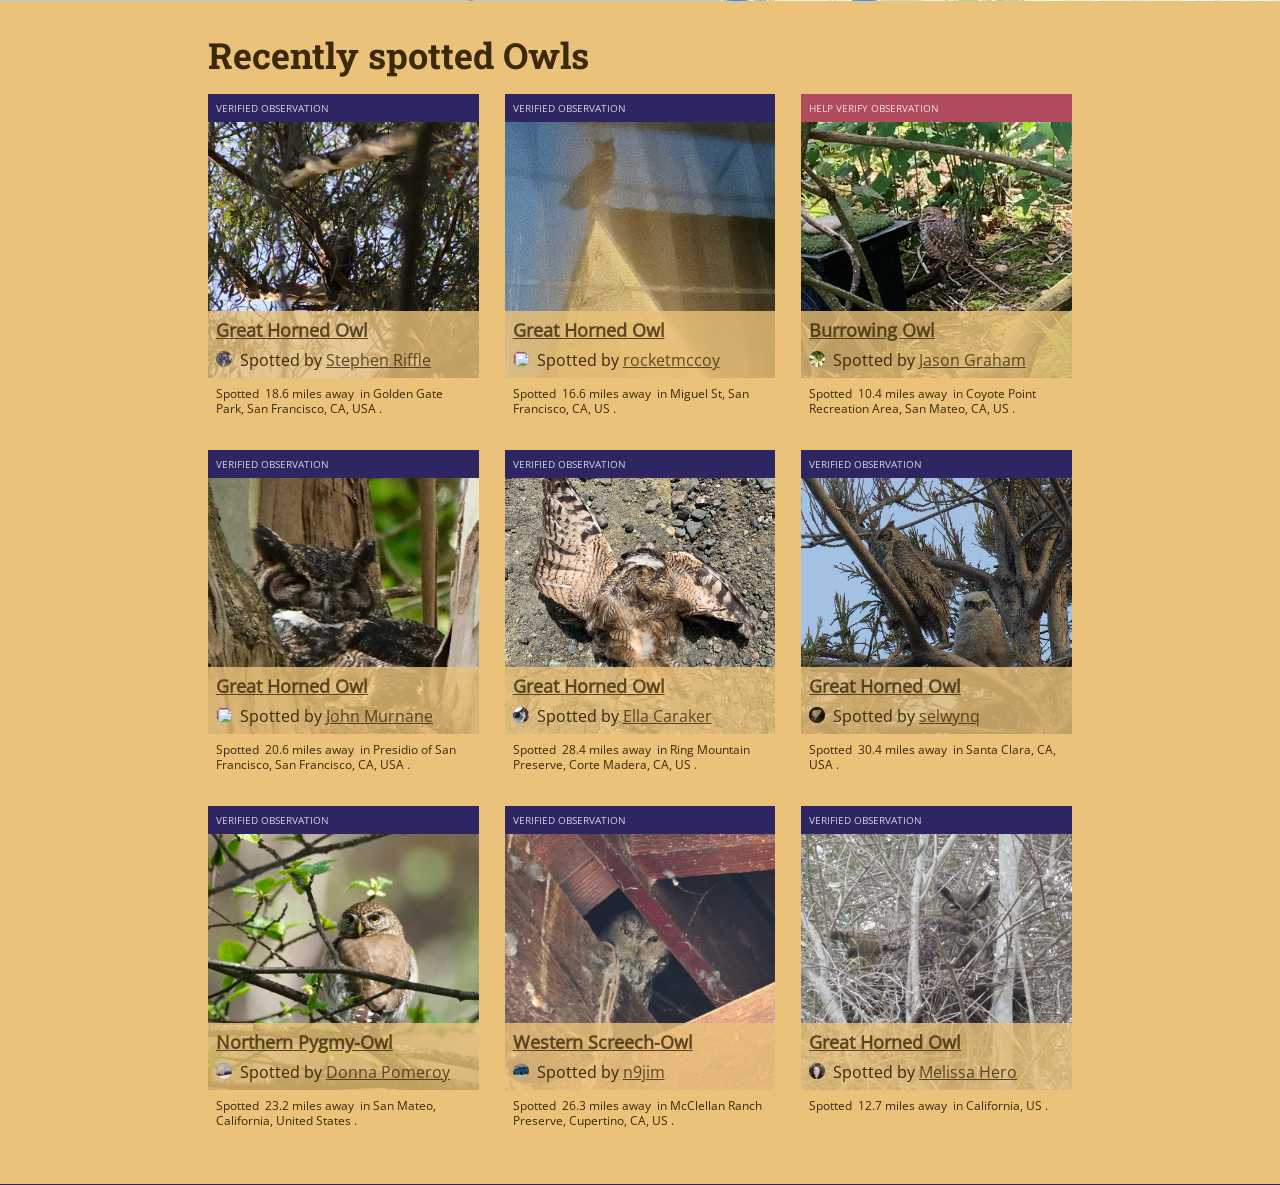 Recently spotted Owls
VERIFIED OBSERVATION
Great Horned Owl
Spotted by Stephen Riffle
Spotted 18.6 miles away in Golden Gate
Park, San Francisco, CA, USA .
VERIFIED OBSERVATION
Great Horned Owl
Spotted by rocketmccoy
Spotted 16.6 miles away in Miguel St, San
Francisco, CA, US .
HELP VERIFY OBSERVATION
Burrowing Owl
Spotted by Jason Graham
Spotted 10.4 miles away in Coyote Point
Recreation Area, San Mateo, CA, US .
VERIFIED OBSERVATION
Great Horned Owl
Spotted by John Murnane
Spotted 20.6 miles away in Presidio of San
Francisco, San Francisco, CA, USA .
VERIFIED OBSERVATION
Great Horned Owl
Spotted by Ella Caraker
Spotted 28.4 miles away in Ring Mountain
Preserve, Corte Madera, CA, US .
VERIFIED OBSERVATION
Great Horned Owl
Spotted by selwynq
Spotted 30.4 miles away in Santa Clara, CA,
USA .
VERIFIED OBSERVATION
Northern Pygmy-Owl
Spotted by Donna Pomeroy
Spotted 23.2 miles away in San Mateo,
California, United States .
VERIFIED OBSERVATION
Western Screech-Owl
Spotted by n9jim
Spotted 26.3 miles away in McClellan Ranch
Preserve, Cupertino, CA, US .
VERIFIED OBSERVATION
Great Horned Owl
Spotted by Melissa Hero
Spotted 12.7 miles away in California, US .